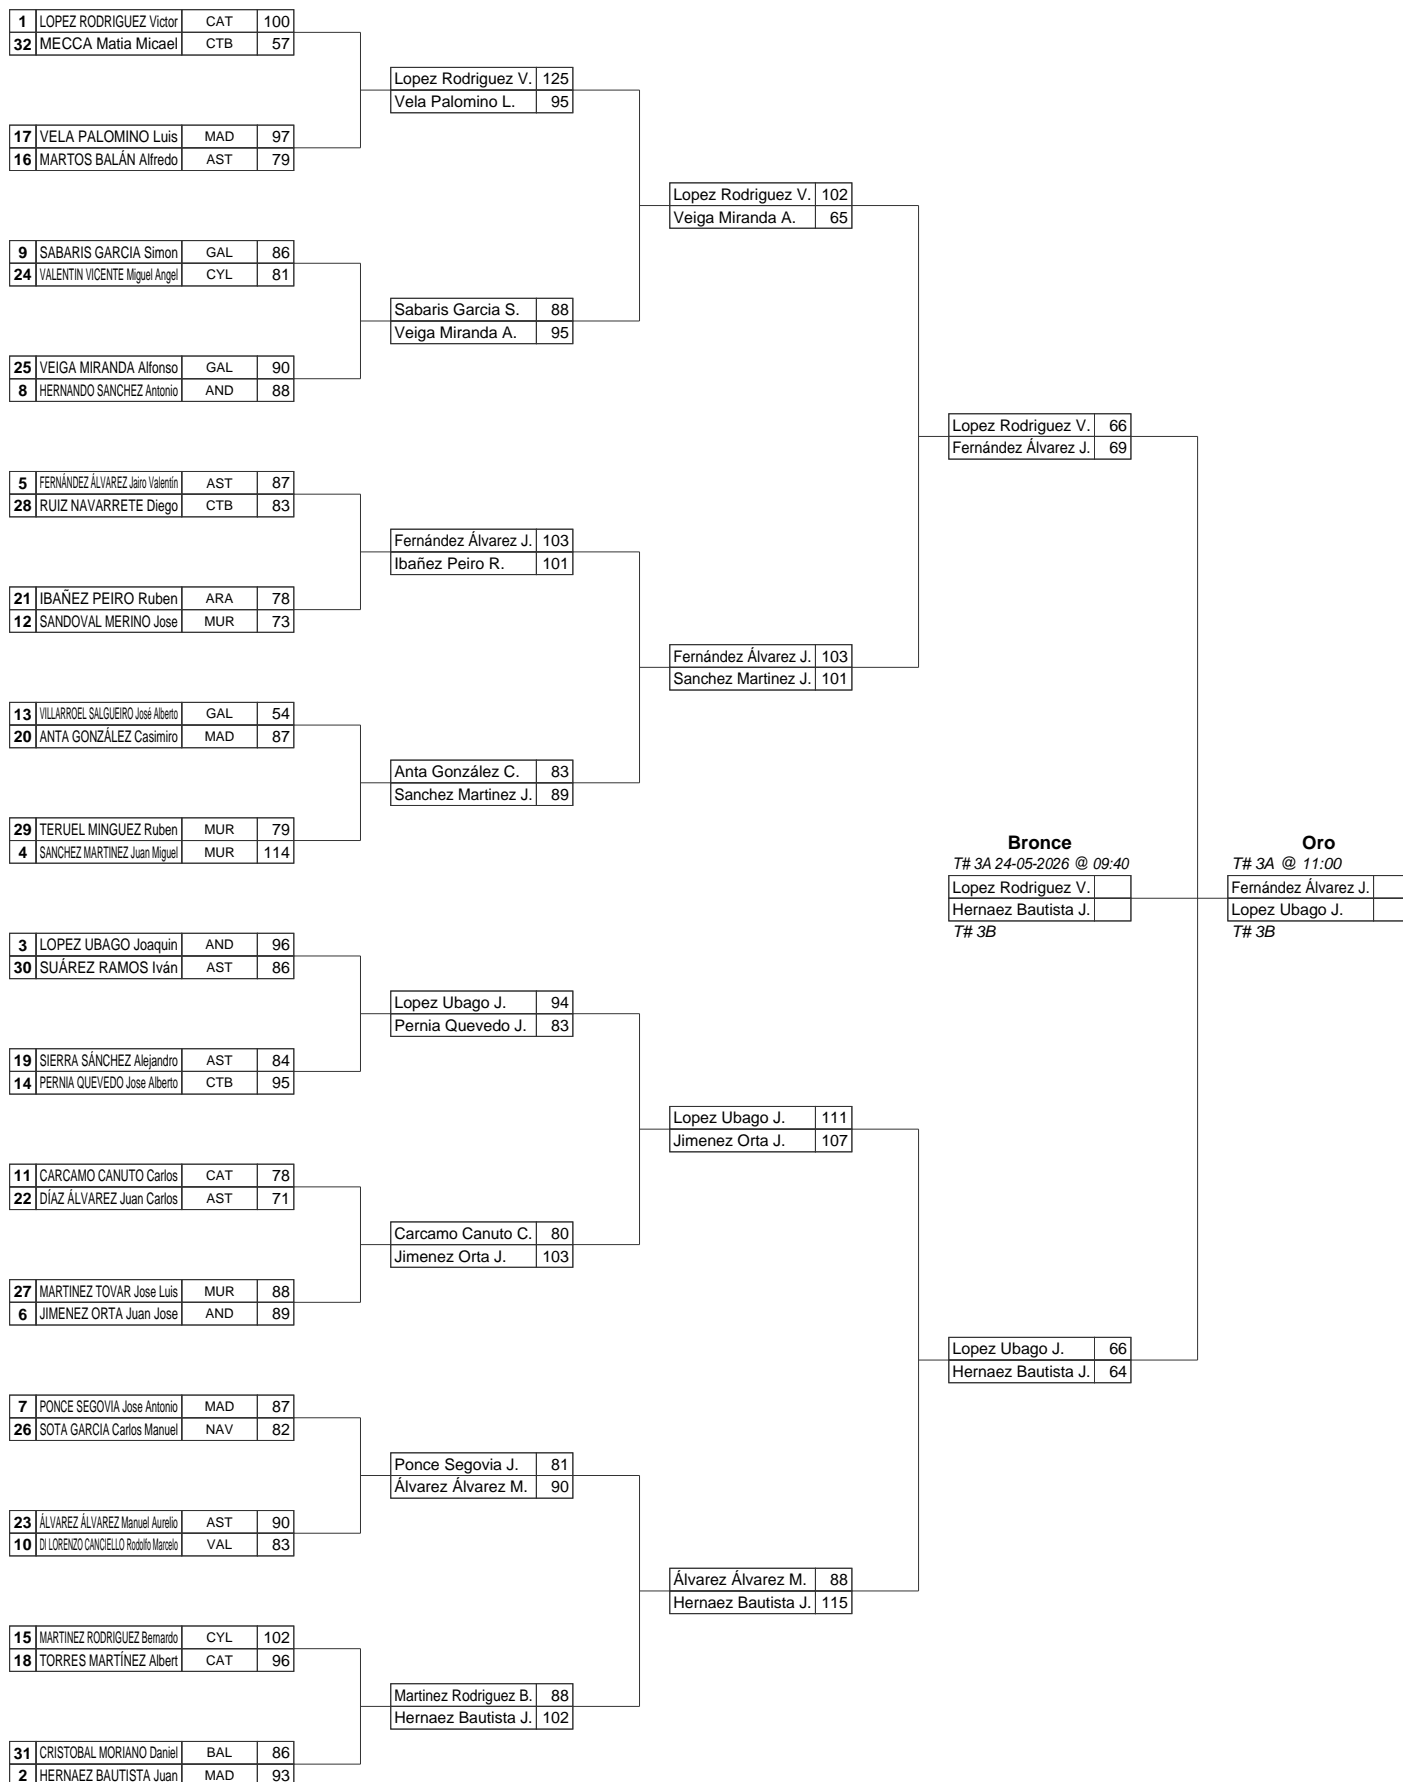 1 LOPEZ RODRIGUEZ Victor CAT 100
32 MECCA Matia Micael CTB 57
Lopez Rodriguez V. 125
Vela Palomino L. 95
17 VELA PALOMINO Luis MAD 97
16 MARTOS BALÁN Alfredo AST 79
Lopez Rodriguez V. 102
Veiga Miranda A. 65
9 SABARIS GARCIA Simon GAL 86
24 VALENTIN VICENTE Miguel Angel CYL 81
Sabaris Garcia S. 88
Veiga Miranda A. 95
25 VEIGA MIRANDA Alfonso GAL 90
8 HERNANDO SANCHEZ Antonio AND 88
Lopez Rodriguez V. 66
Fernández Álvarez J. 69
5 FERNÁNDEZ ÁLVAREZ Jairo Valentín AST 87
28 RUIZ NAVARRETE Diego CTB 83
Fernández Álvarez J. 103
Ibañez Peiro R. 101
21 IBAÑEZ PEIRO Ruben ARA 78
12 SANDOVAL MERINO Jose MUR 73
Fernández Álvarez J. 103
Sanchez Martinez J. 101
13 VILLARROEL SALGUEIRO José Alberto GAL 54
20 ANTA GONZÁLEZ Casimiro MAD 87
Anta González C. 83
Sanchez Martinez J. 89
29 TERUEL MINGUEZ Ruben MUR 79
4 SANCHEZ MARTINEZ Juan Miguel MUR 114
Bronce
T# 3A 24-05-2026 @ 09:40
Lopez Rodriguez V.
Hernaez Bautista J.
T# 3B
Oro
T# 3A @ 11:00
Fernández Álvarez J.
Lopez Ubago J.
T# 3B
3 LOPEZ UBAGO Joaquin AND 96
30 SUÁREZ RAMOS Iván AST 86
Lopez Ubago J. 94
Pernia Quevedo J. 83
19 SIERRA SÁNCHEZ Alejandro AST 84
14 PERNIA QUEVEDO Jose Alberto CTB 95
Lopez Ubago J. 111
Jimenez Orta J. 107
11 CARCAMO CANUTO Carlos CAT 78
22 DÍAZ ÁLVAREZ Juan Carlos AST 71
Carcamo Canuto C. 80
Jimenez Orta J. 103
27 MARTINEZ TOVAR Jose Luis MUR 88
6 JIMENEZ ORTA Juan Jose AND 89
Lopez Ubago J. 66
Hernaez Bautista J. 64
7 PONCE SEGOVIA Jose Antonio MAD 87
26 SOTA GARCIA Carlos Manuel NAV 82
Ponce Segovia J. 81
Álvarez Álvarez M. 90
23 ÁLVAREZ ÁLVAREZ Manuel Aurelio AST 90
10 DI LORENZO CANCIELLO Rodolfo Marcelo VAL 83
Álvarez Álvarez M. 88
Hernaez Bautista J. 115
15 MARTINEZ RODRIGUEZ Bernardo CYL 102
18 TORRES MARTÍNEZ Albert CAT 96
Martinez Rodriguez B. 88
Hernaez Bautista J. 102
31 CRISTOBAL MORIANO Daniel BAL 86
2 HERNAEZ BAUTISTA Juan MAD 93